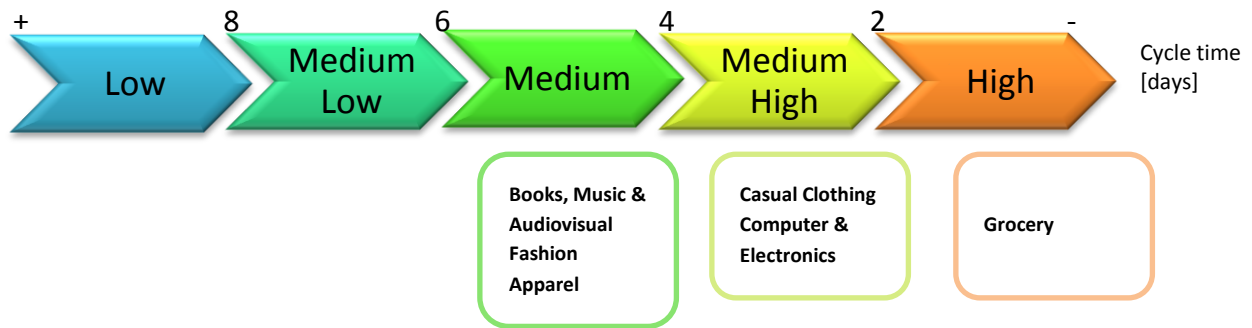 + 8 6 4 2 -
Low
Medium
Low
Medium
Medium
High
High
Cycle time
[days]
Books, Music &
Audiovisual
Fashion
Apparel
Casual Clothing
Computer &
Electronics
Grocery